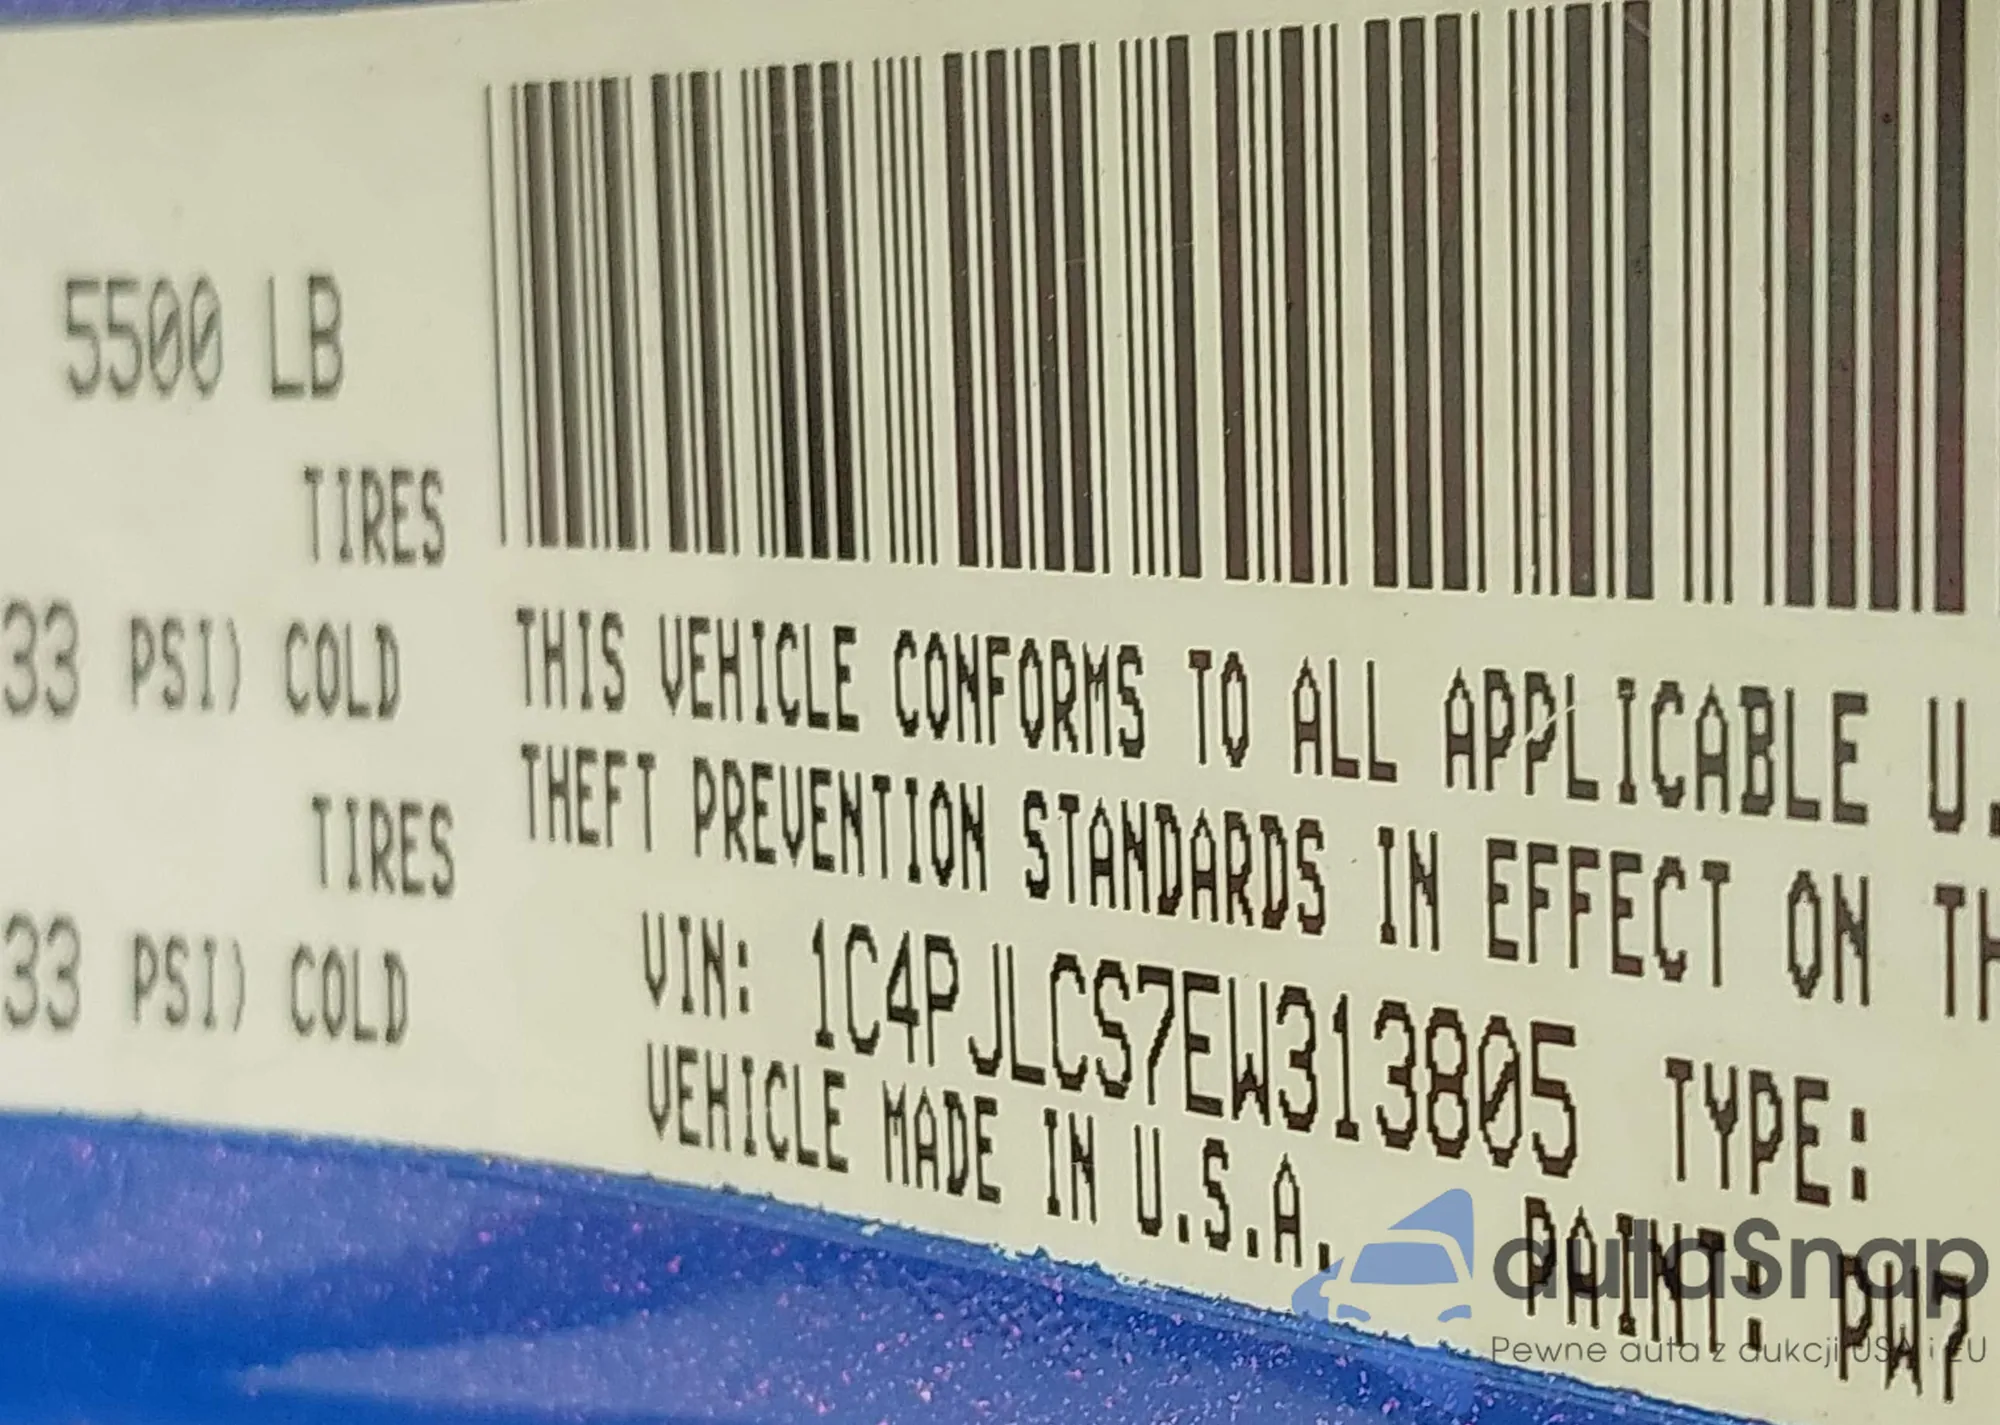 5500 LB
TIRES
33 PSI) COLD
TIRES
33 PSI) COLD
THIS VEHICLE CONFORMS TO ALL APPLICABLE U.
THEFT PREVENTION STANDARDS IN EFFECT ON TH
VIN: 1C4PJLCS7EW313805 TYPE:
VEHICLE MADE IN U.S.A.
PAINT: PW7
autaSnap
Pewne auta z aukcji USA i EU